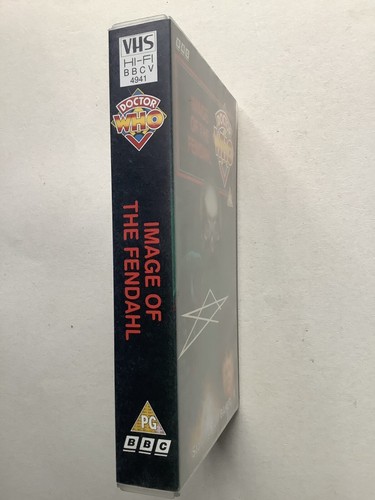 VHS
HI-FI
BBCV
4941
DOCTOR
WHO
IMAGE OF
THE FENDAHL
PG
BBC